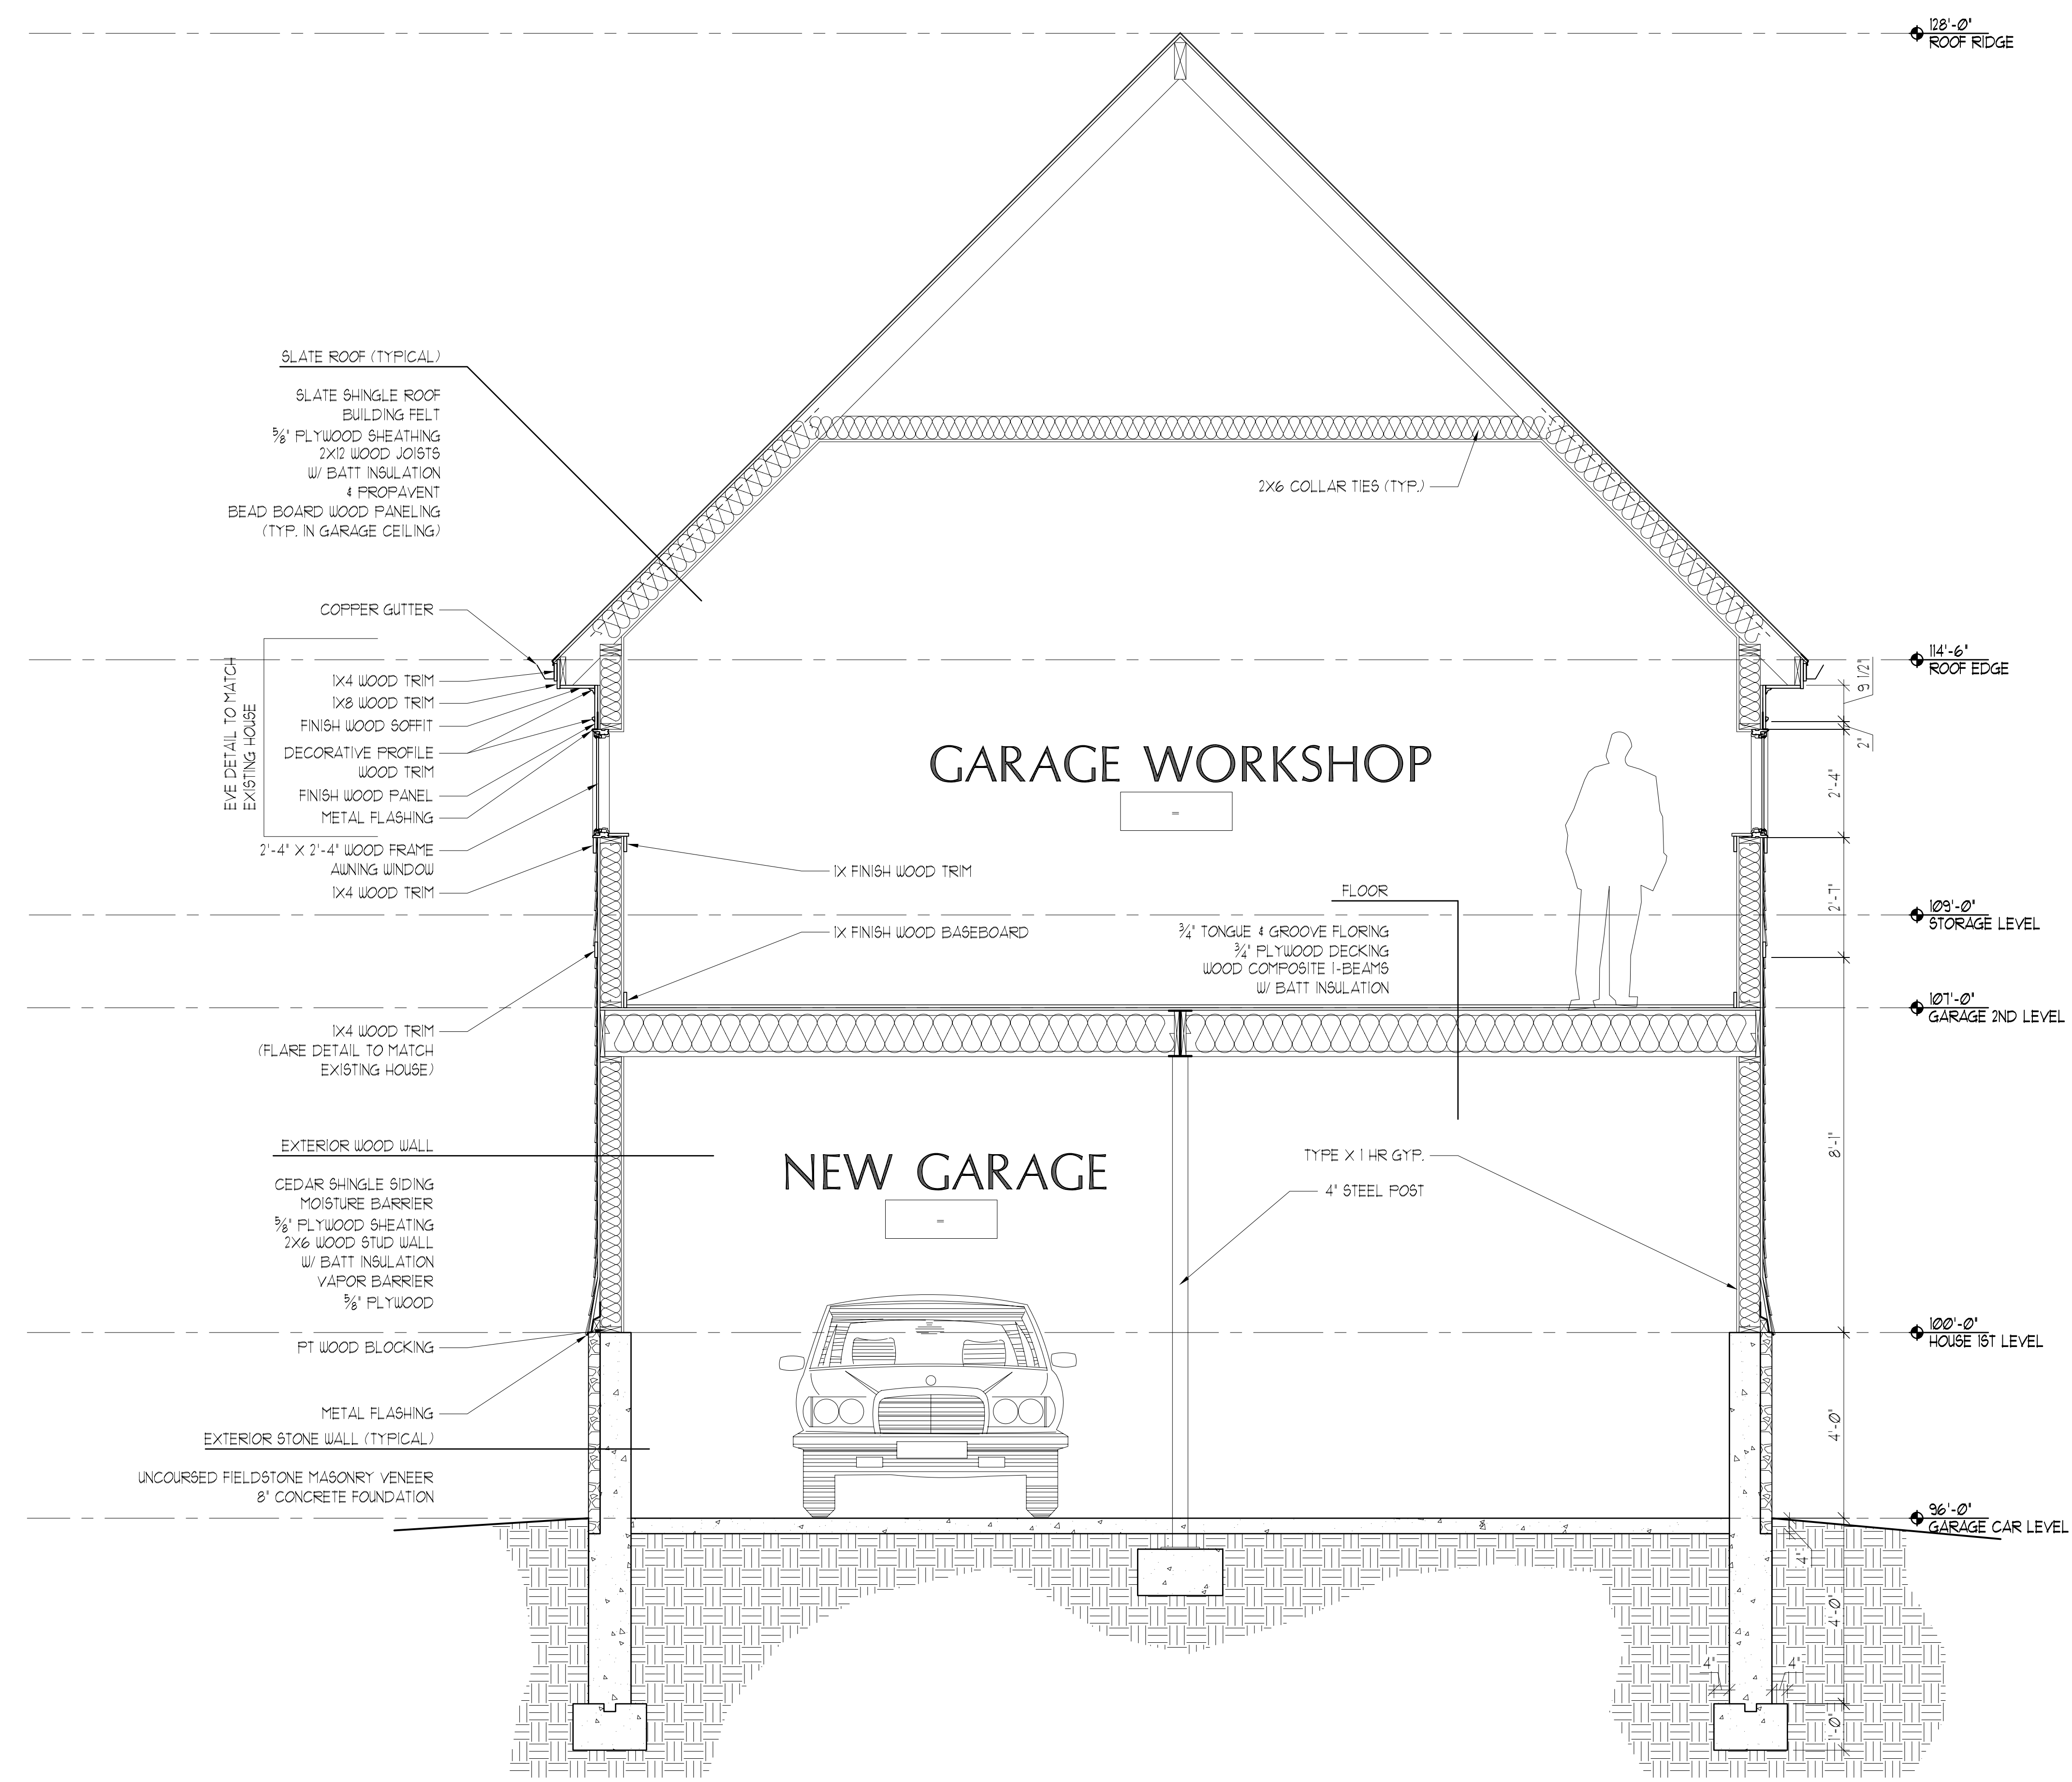 128'-0"
ROOF RIDGE
SLATE ROOF (TYPICAL)
SLATE SHINGLE ROOF
BUILDING FELT
5/8" PLYWOOD SHEATHING
2X12 WOOD JOISTS
W/ BATT INSULATION
& PROPAVENT
BEAD BOARD WOOD PANELING
(TYP. IN GARAGE CEILING)
2X6 COLLAR TIES (TYP.)
COPPER GUTTER
EVE DETAIL TO MATCH
EXISTING HOUSE
1X4 WOOD TRIM
1X8 WOOD TRIM
FINISH WOOD SOFFIT
DECORATIVE PROFILE
WOOD TRIM
FINISH WOOD PANEL
METAL FLASHING
2'-4" X 2'-4" WOOD FRAME
AWNING WINDOW
1X4 WOOD TRIM
114'-6"
ROOF EDGE
9 1/2"
2"
2'-4"
GARAGE WORKSHOP
=
1X FINISH WOOD TRIM
1X FINISH WOOD BASEBOARD
FLOOR
3/4" TONGUE & GROOVE FLORING
3/4" PLYWOOD DECKING
WOOD COMPOSITE I-BEAMS
W/ BATT INSULATION
2'-7"
109'-0"
STORAGE LEVEL
107'-0"
GARAGE 2ND LEVEL
1X4 WOOD TRIM
(FLARE DETAIL TO MATCH
EXISTING HOUSE)
EXTERIOR WOOD WALL
CEDAR SHINGLE SIDING
MOISTURE BARRIER
5/8" PLYWOOD SHEATING
2X6 WOOD STUD WALL
W/ BATT INSULATION
VAPOR BARRIER
5/8" PLYWOOD
NEW GARAGE
=
TYPE X 1 HR GYP.
4" STEEL POST
8'-1"
100'-0"
HOUSE 1ST LEVEL
PT WOOD BLOCKING
METAL FLASHING
EXTERIOR STONE WALL (TYPICAL)
UNCOURSED FIELDSTONE MASONRY VENEER
8" CONCRETE FOUNDATION
4'-0"
96'-0"
GARAGE CAR LEVEL
4"
4'-0"
4"
4"
1'-0"